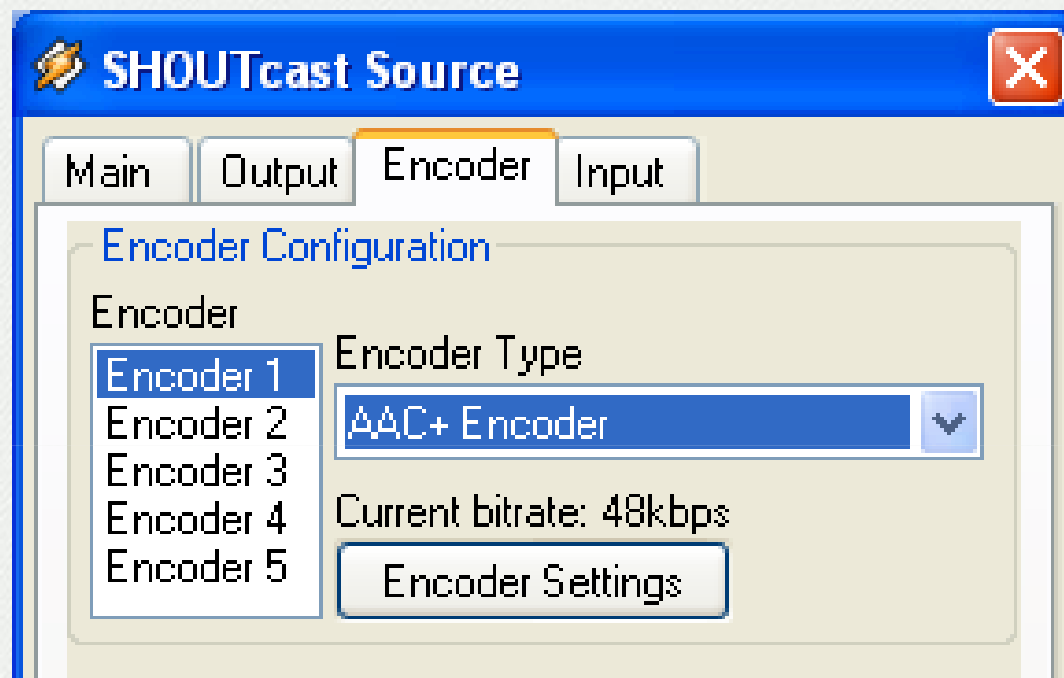 SHOUTcast Source
Main Output Encoder Input
Encoder Configuration
Encoder
Encoder Type
Encoder 1
AAC+ Encoder
Encoder 2
Encoder 3
Encoder 4
Current bitrate: 48kbps
Encoder 5
Encoder Settings